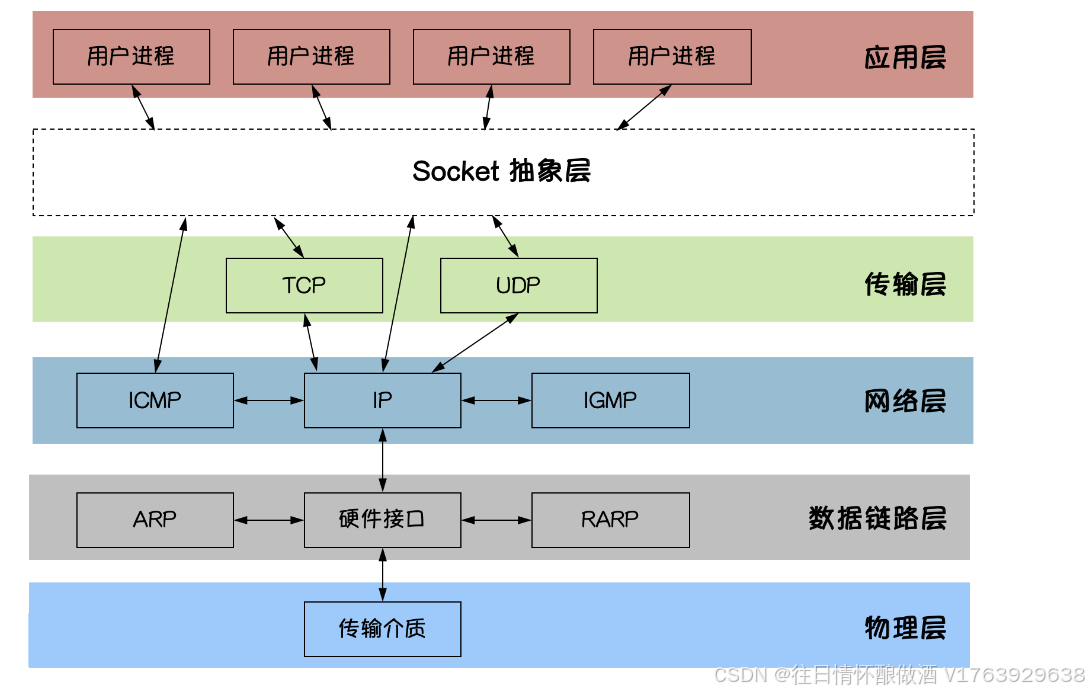 用户进程 用户进程 用户进程 用户进程 应用层
Socket 抽象层
TCP UDP 传输层
ICMP IP IGMP 网络层
ARP 硬件接口 RARP 数据链路层
传输介质 物理层
CSDN @往日情怀酿做酒 V1763929638